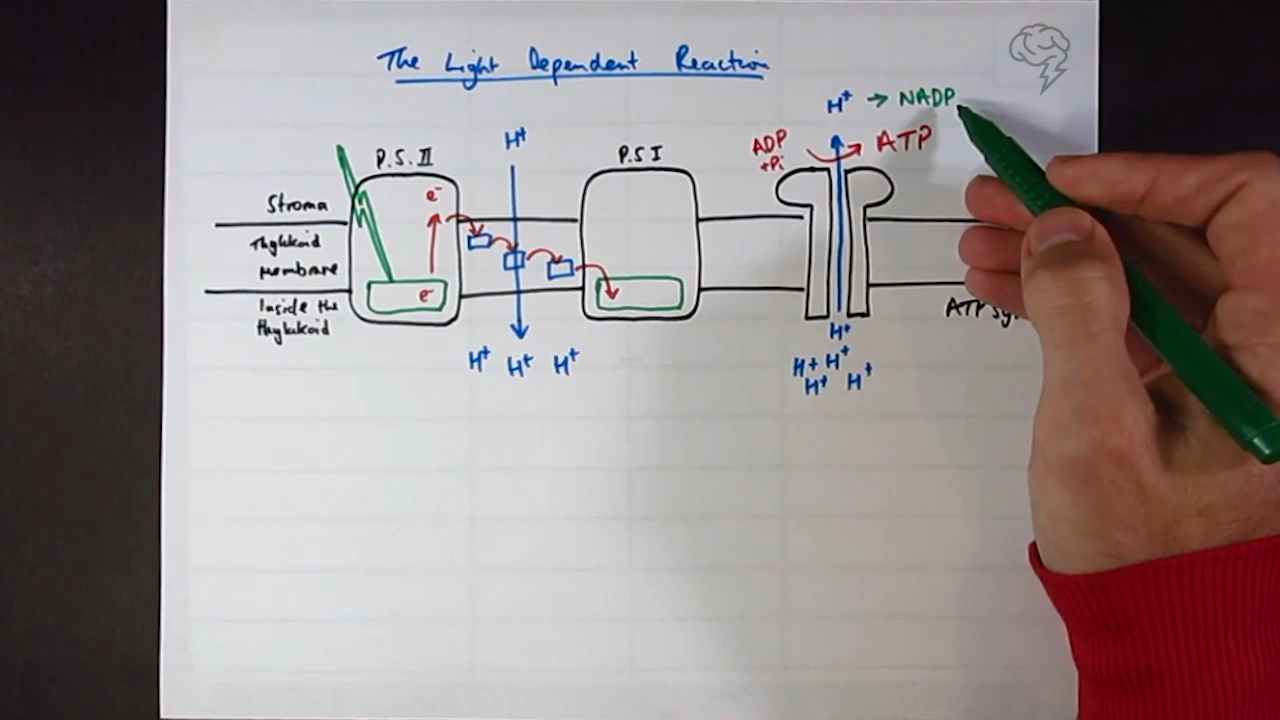 The Light Dependent Reaction
H⁺ → NADP
ADP
+Pi
ATP
H⁺
P.S. II
P.S I
e⁻
Stroma
Thylakoid
Membrane
Inside the
thylakoid
e⁻
H⁺ H⁺ H⁺
H⁺
H+ H⁺
H⁺ H⁺